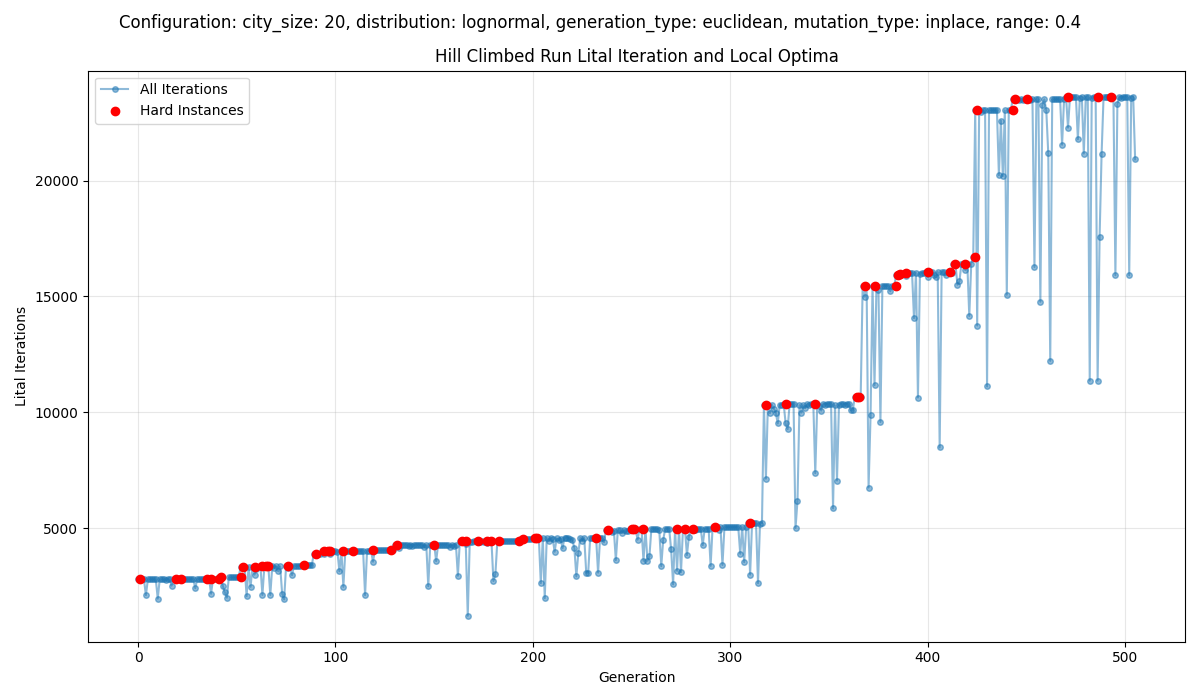 Configuration: city_size: 20, distribution: lognormal, generation_type: euclidean, mutation_type: inplace, range: 0.4
Hill Climbed Run Lital Iteration and Local Optima
All Iterations
Hard Instances
Lital Iterations
20000
15000
10000
5000
0 100 200 300 400 500
Generation